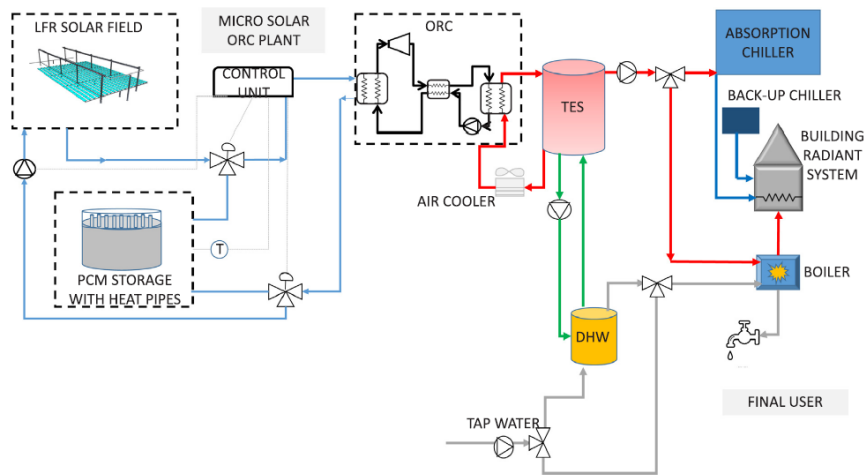 LFR SOLAR FIELD
MICRO SOLAR
ORC PLANT
ORC
CONTROL
UNIT
ABSORPTION
CHILLER
BACK-UP CHILLER
BUILDING
RADIANT
SYSTEM
TES
AIR COOLER
T
PCM STORAGE
WITH HEAT PIPES
BOILER
DHW
TAP WATER
FINAL USER